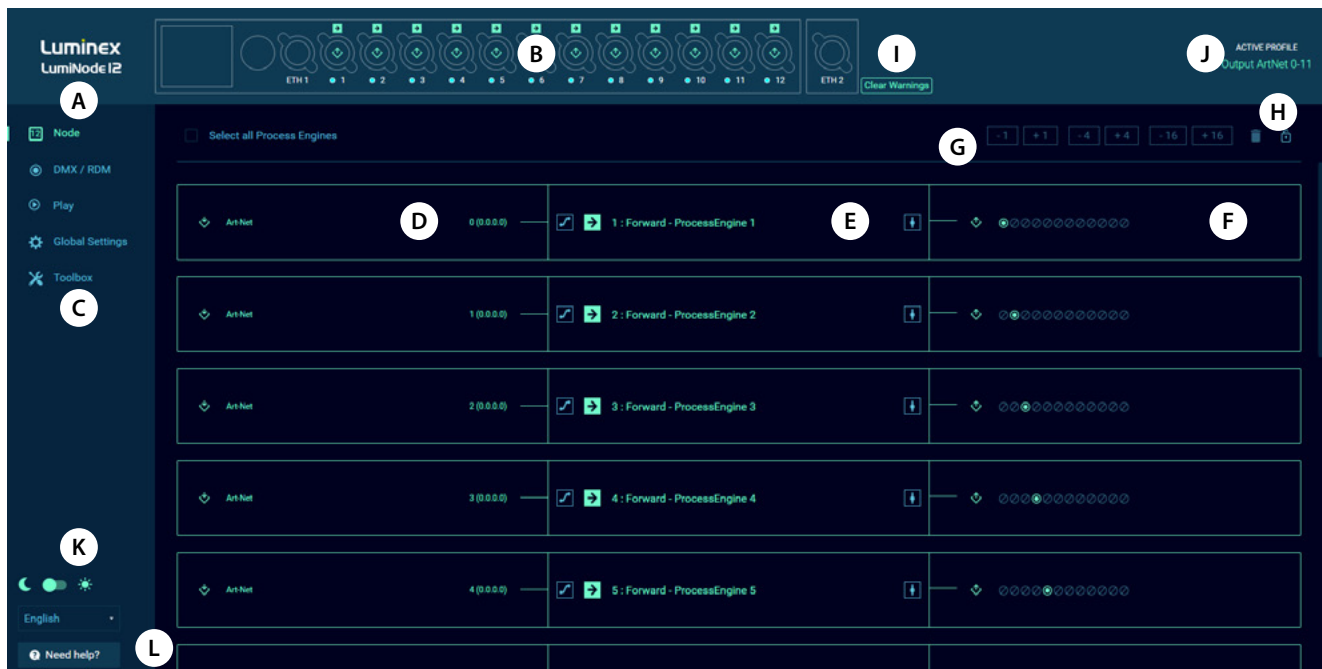 Luminex
LumiNode 12
A
ETH 1
1
2
3
4
5
6
7
8
9
10
11
12
B
ETH 2
I
Clear Warnings
J
ACTIVE PROFILE
Output ArtNet 0-11
H
12 Node
DMX / RDM
Play
Global Settings
Toolbox
C
Select all Process Engines
G
- 1
+ 1
- 4
+ 4
- 16
+ 16
Art-Net
D
0 (0.0.0.0)
1 : Forward - ProcessEngine 1
E
F
Art-Net
1 (0.0.0.0)
2 : Forward - ProcessEngine 2
Art-Net
2 (0.0.0.0)
3 : Forward - ProcessEngine 3
Art-Net
3 (0.0.0.0)
4 : Forward - ProcessEngine 4
Art-Net
4 (0.0.0.0)
5 : Forward - ProcessEngine 5
K
English
? Need help?
L